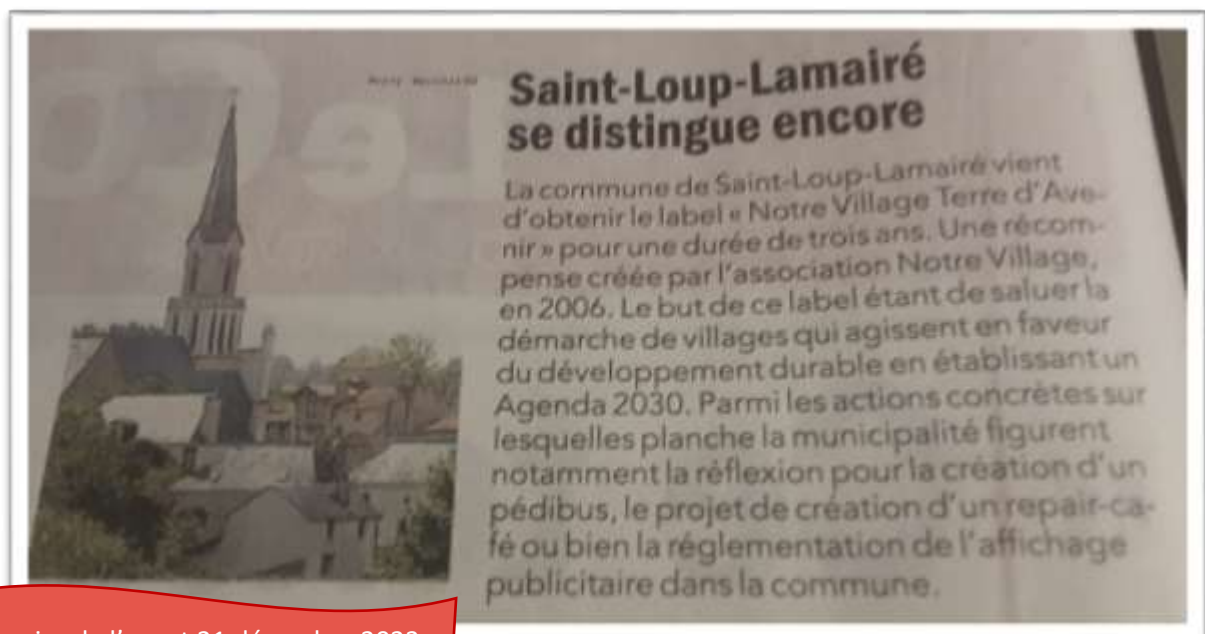 Saint-Loup-Lamairé
se distingue encore
La commune de Saint-Loup-Lamairé vient
d'obtenir le label « Notre Village Terre d'Ave-
nir » pour une durée de trois ans. Une récom-
pense créée par l'association Notre Village,
en 2006. Le but de ce label étant de saluer la
démarche de villages qui agissent en faveur
du développement durable en établissant un
Agenda 2030. Parmi les actions concrètes sur
lesquelles planche la municipalité figurent
notamment la réflexion pour la création d'un
pédibus, le projet de création d'un repair-ca-
fé ou bien la réglementation de l'affichage
publicitaire dans la commune.